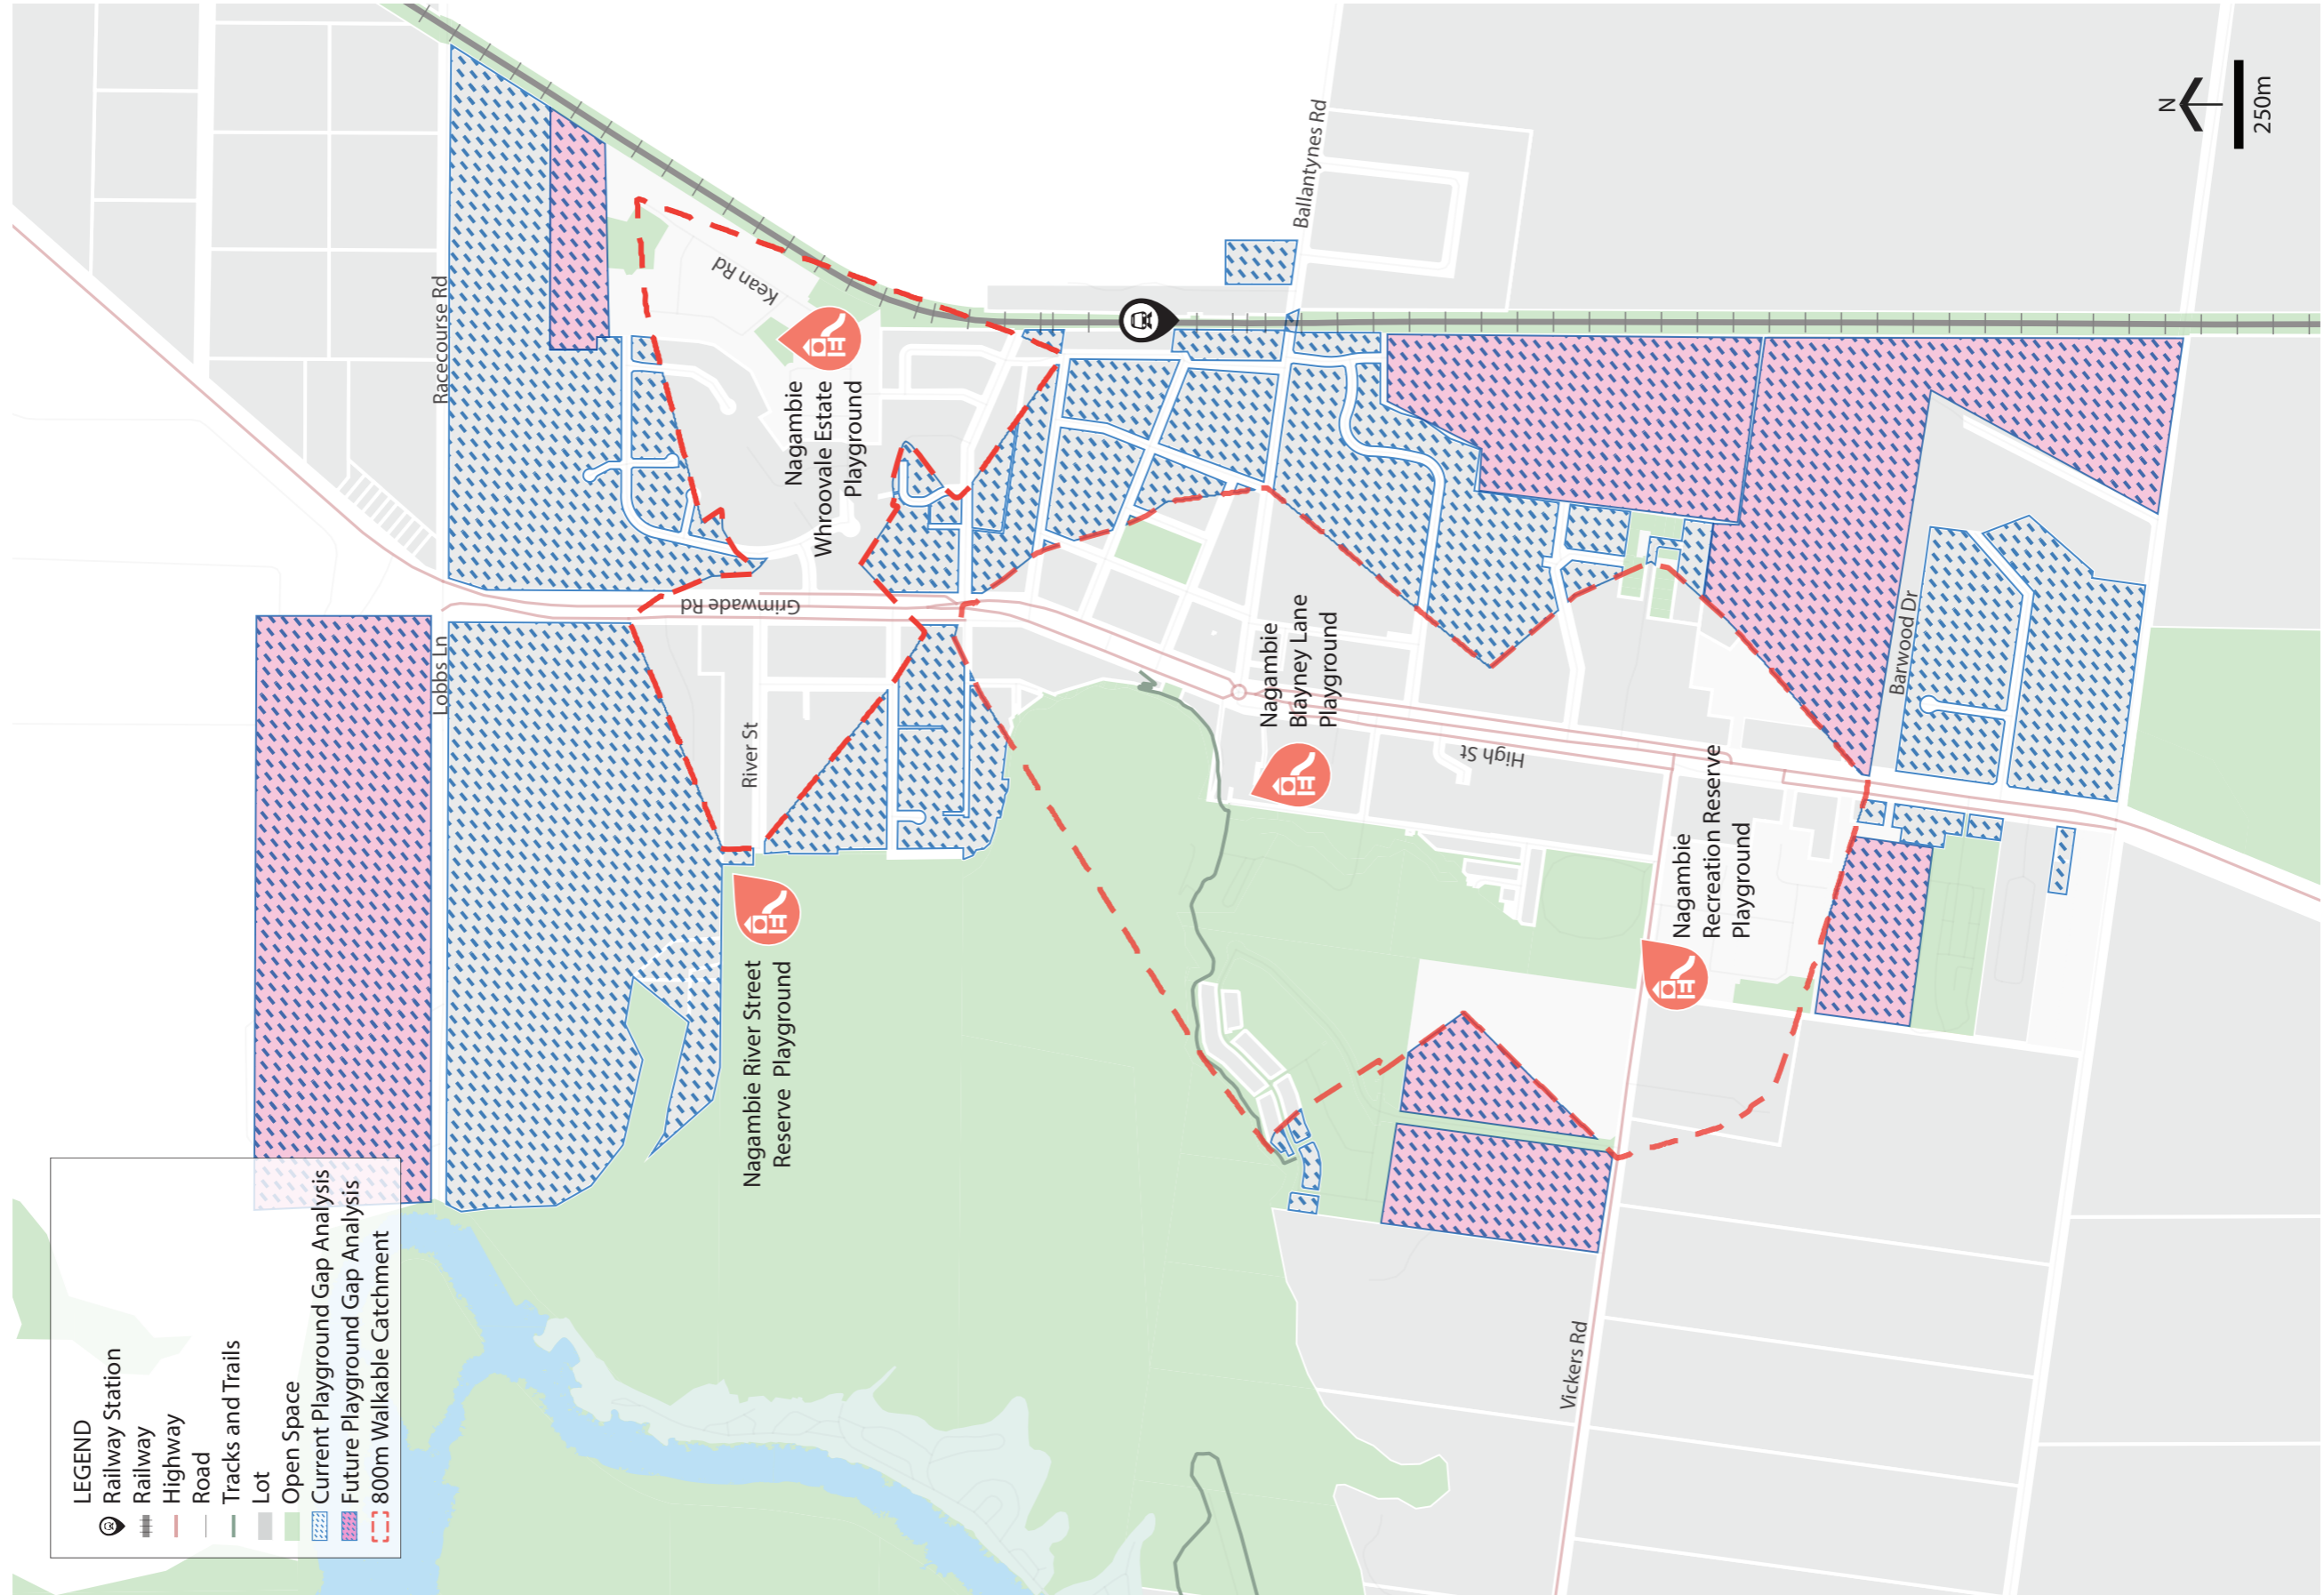 LEGEND
Railway Station
Railway
Highway
Road
Tracks and Trails
Lot
Open Space
Current Playground Gap Analysis
Future Playground Gap Analysis
800m Walkable Catchment
Racecourse Rd
Lobbs Ln
Kean Rd
Grimwade Rd
River St
Nagambie
Whroovale Estate
Playground
Nagambie River Street
Reserve Playground
Ballantynes Rd
Nagambie
Blayney Lane
Playground
High St
Nagambie
Recreation Reserve
Playground
Vickers Rd
Barwood Dr
N
250m